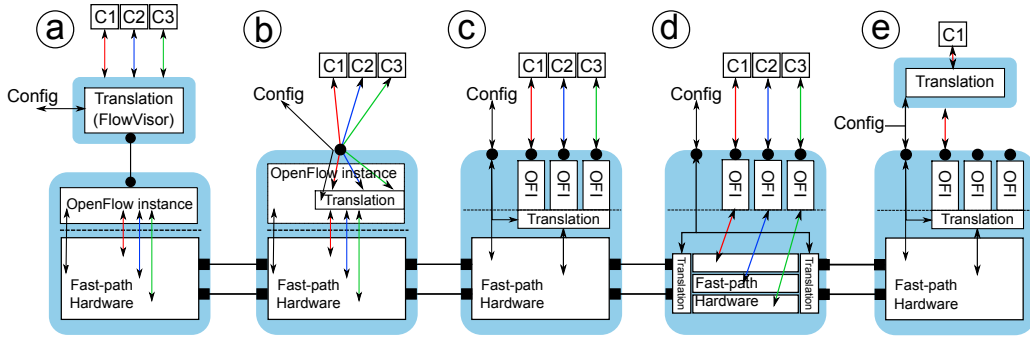 a
C1 C2 C3
Config
Translation
(FlowVisor)
OpenFlow instance
Fast-path
Hardware
b
C1 C2 C3
Config
OpenFlow instance
Translation
Fast-path
Hardware
c
C1 C2 C3
Config
OFI OFI OFI
Translation
Fast-path
Hardware
d
C1 C2 C3
Config
OFI OFI OFI
Translation
Fast-path
Hardware
Translation
e
C1
Translation
Config
OFI OFI OFI
Translation
Fast-path
Hardware